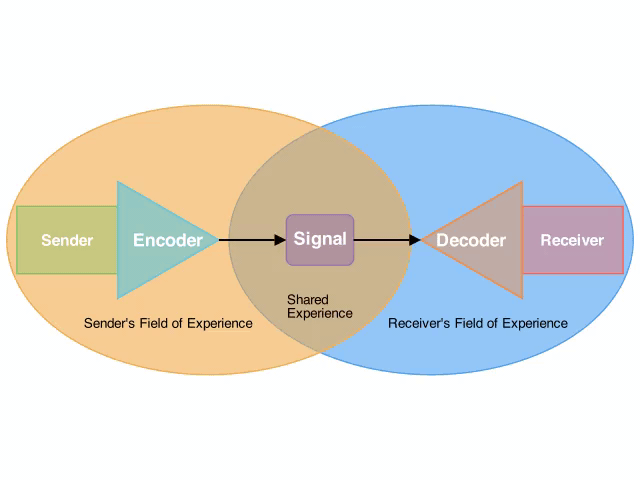 Sender
Encoder
Signal
Decoder
Receiver
Shared
Experience
Sender's Field of Experience
Receiver's Field of Experience